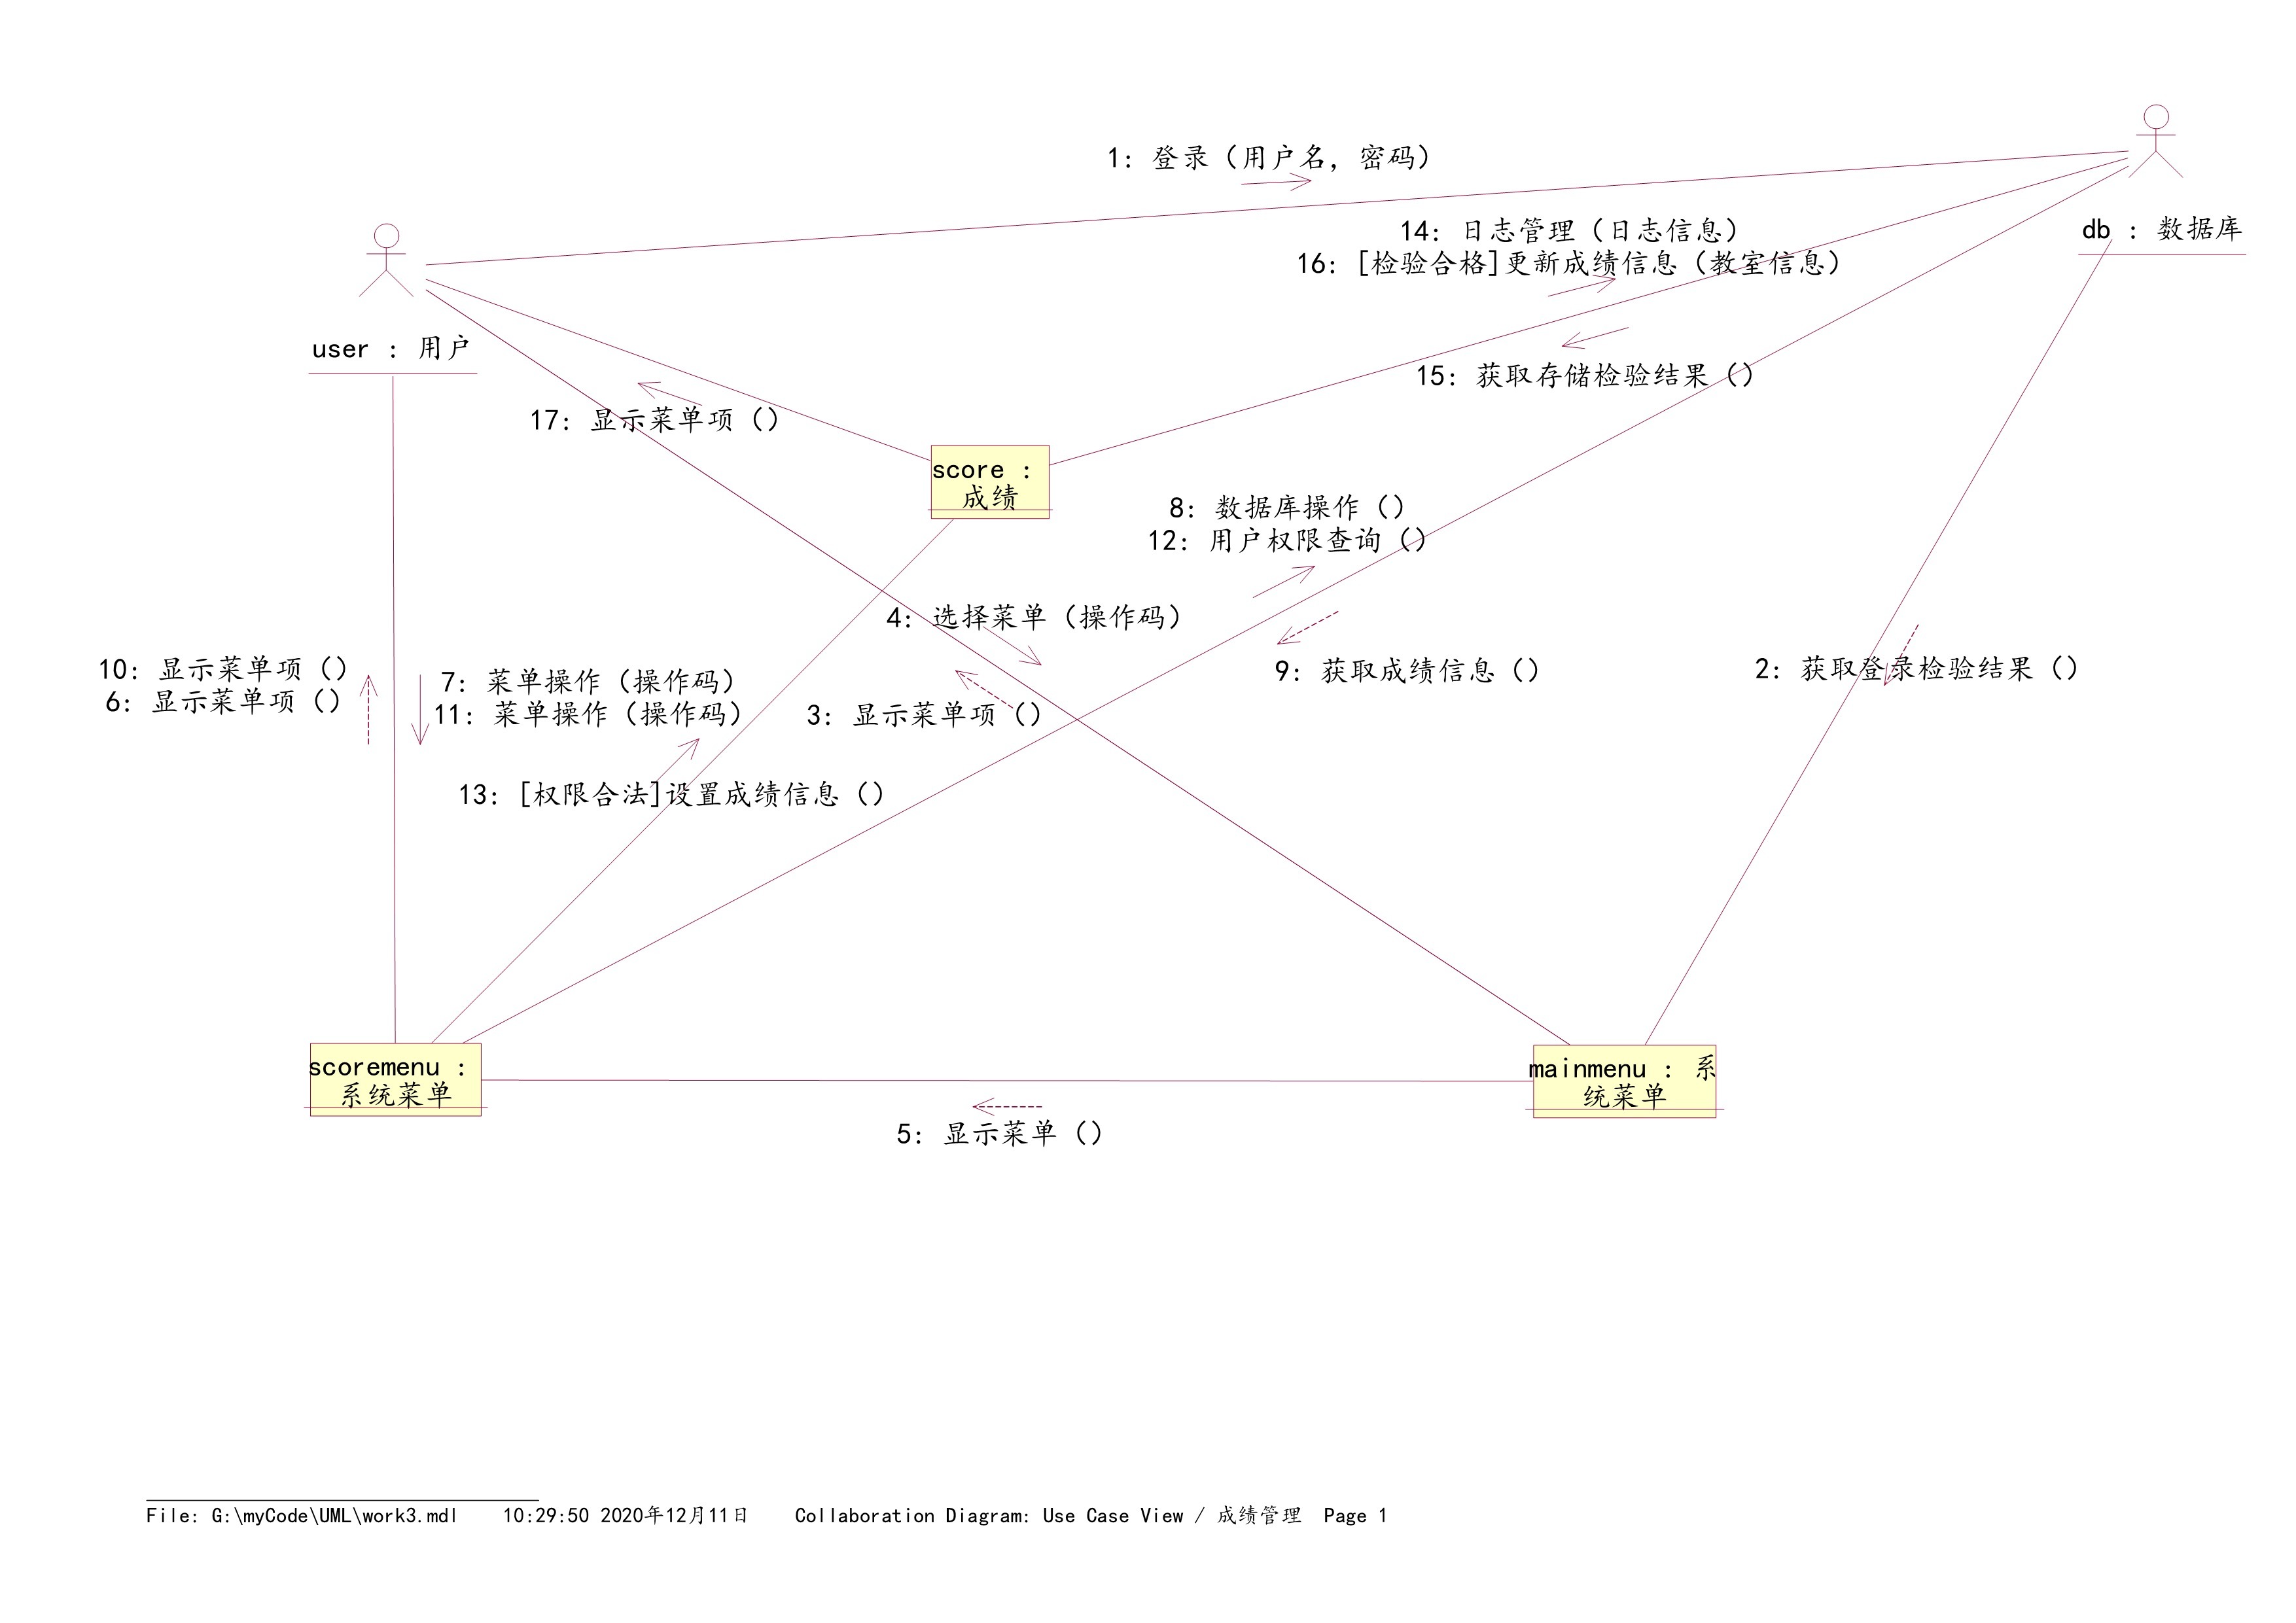 1: 登录（用户名，密码）
14: 日志管理（日志信息）
16: [检验合格]更新成绩信息（教室信息）
db : 数据库
user : 用户
15: 获取存储检验结果（）
17: 显示菜单项（）
score :
成绩
8: 数据库操作（）
12: 用户权限查询（）
4: 选择菜单（操作码）
10: 显示菜单项（）
6: 显示菜单项（）
7: 菜单操作（操作码）
11: 菜单操作（操作码）
3: 显示菜单项（）
9: 获取成绩信息（）
2: 获取登录检验结果（）
13: [权限合法]设置成绩信息（）
scoremenu :
系统菜单
mainmenu : 系
统菜单
5: 显示菜单（）
File: G:\myCode\UML\work3.mdl    10:29:50 2020年12月11日    Collaboration Diagram: Use Case View / 成绩管理  Page 1